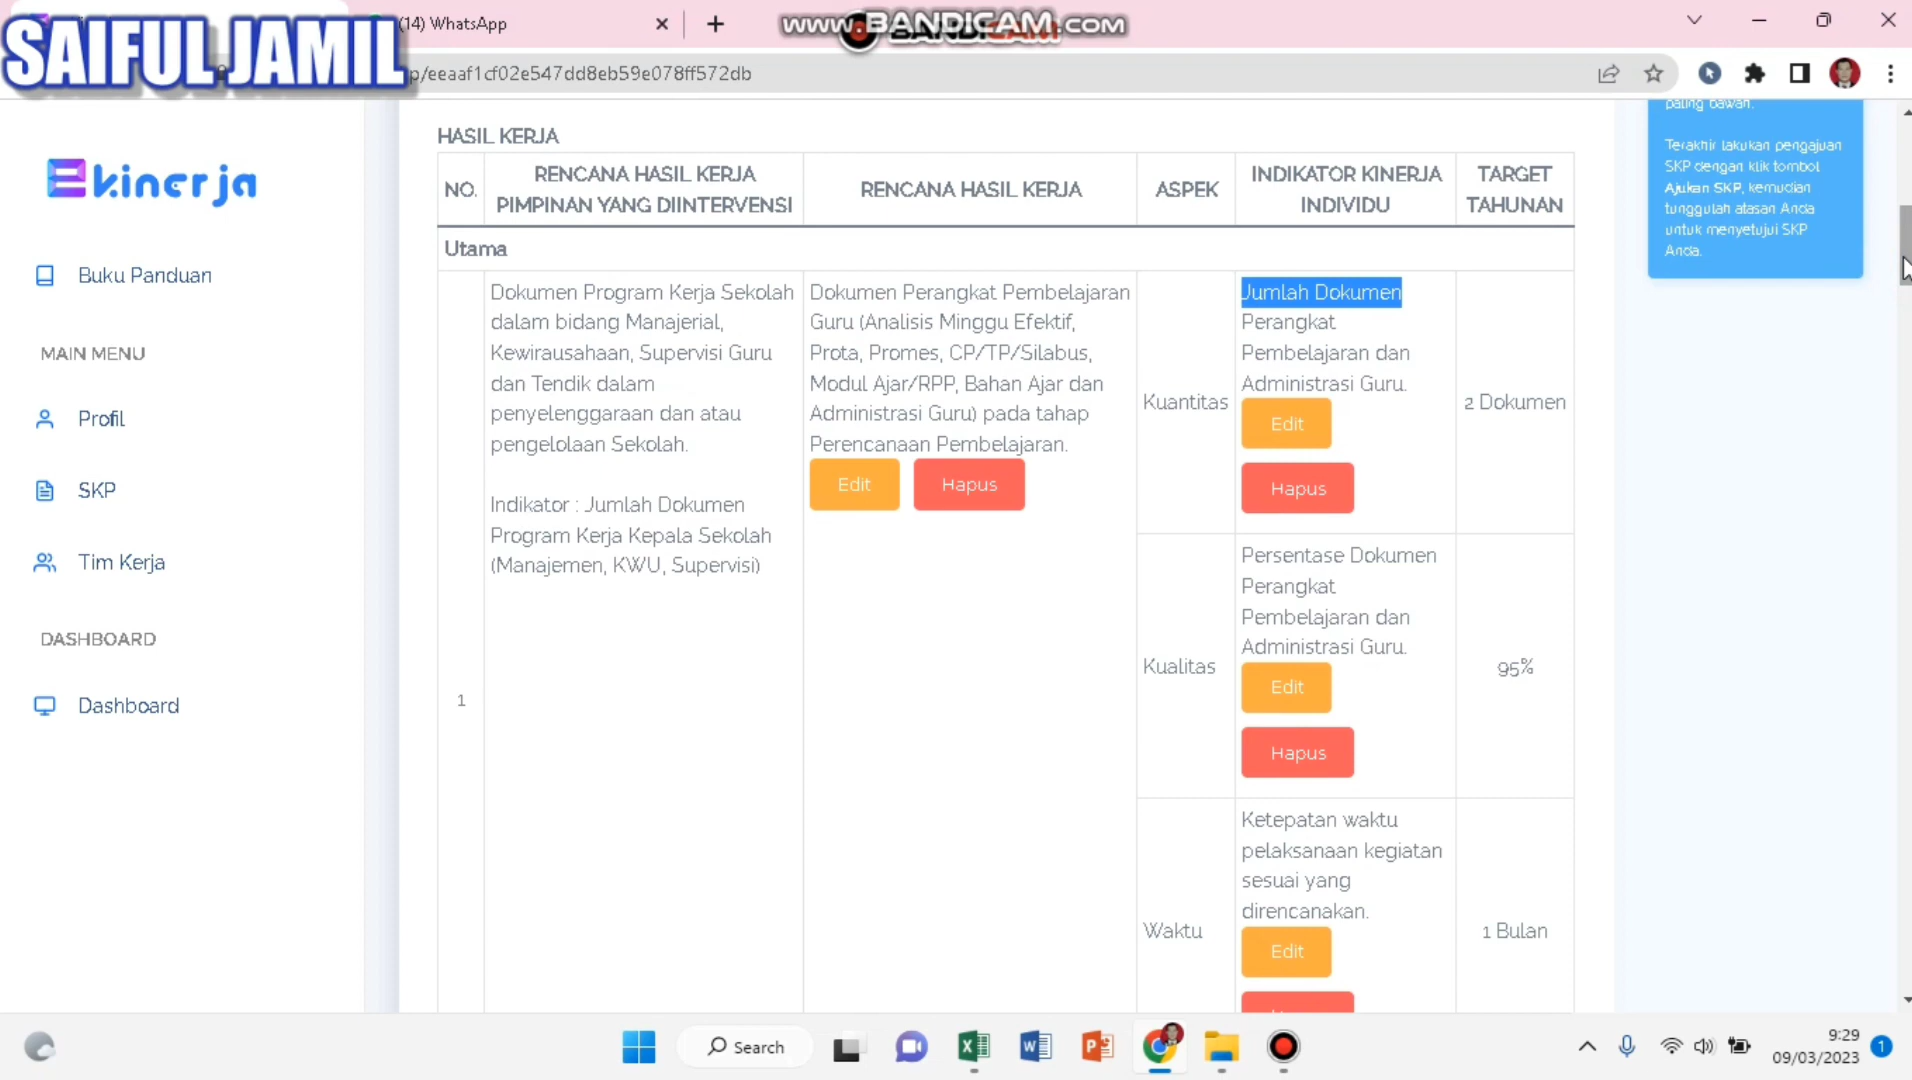 SAIFUL JAMIL
(14) WhatsApp
WWW.BANDICAM.COM
p/eeaaf1cf02e547dd8eb59e078ff572db
Ekinerja
Buku Panduan
MAIN MENU
Profil
SKP
Tim Kerja
DASHBOARD
Dashboard
HASIL KERJA
NO.
RENCANA HASIL KERJA
PIMPINAN YANG DIINTERVENSI
RENCANA HASIL KERJA
ASPEK
INDIKATOR KINERJA
INDIVIDU
TARGET
TAHUNAN
Utama
1
Dokumen Program Kerja Sekolah
dalam bidang Manajerial,
Kewirausahaan, Supervisi Guru
dan Tendik dalam
penyelenggaraan dan atau
pengelolaan Sekolah.
Indikator : Jumlah Dokumen
Program Kerja Kepala Sekolah
(Manajemen, KWU, Supervisi)
Dokumen Perangkat Pembelajaran
Guru (Analisis Minggu Efektif,
Prota, Promes, CP/TP/Silabus,
Modul Ajar/RPP, Bahan Ajar dan
Administrasi Guru) pada tahap
Perencanaan Pembelajaran.
Edit
Hapus
Kuantitas
Jumlah Dokumen
Perangkat
Pembelajaran dan
Administrasi Guru.
Edit
Hapus
2 Dokumen
Kualitas
Persentase Dokumen
Perangkat
Pembelajaran dan
Administrasi Guru.
Edit
Hapus
95%
Waktu
Ketepatan waktu
pelaksanaan kegiatan
sesuai yang
direncanakan.
Edit
1 Bulan
paling bawah.
Terakhir lakukan pengajuan
SKP dengan klik tombol
Ajukan SKP, kemudian
tunggulah atasan Anda
untuk menyetujui SKP
Anda.
Search
9:29
09/03/2023
1